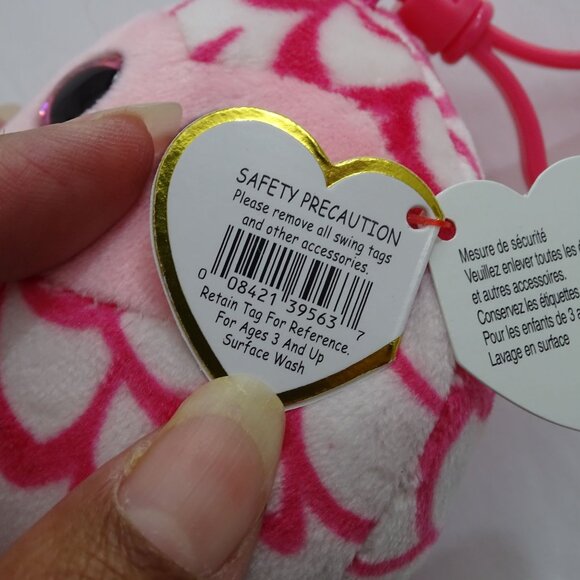 SAFETY PRECAUTION
Please remove all swing tags
and other accessories.
0 08421 39563 7
Retain Tag For Reference.
For Ages 3 And Up
Surface Wash
Mesure de sécurité
Veuillez enlever toutes les
et autres accessoires.
Conservez les étiquettes
Pour les enfants de 3
Lavage en surface